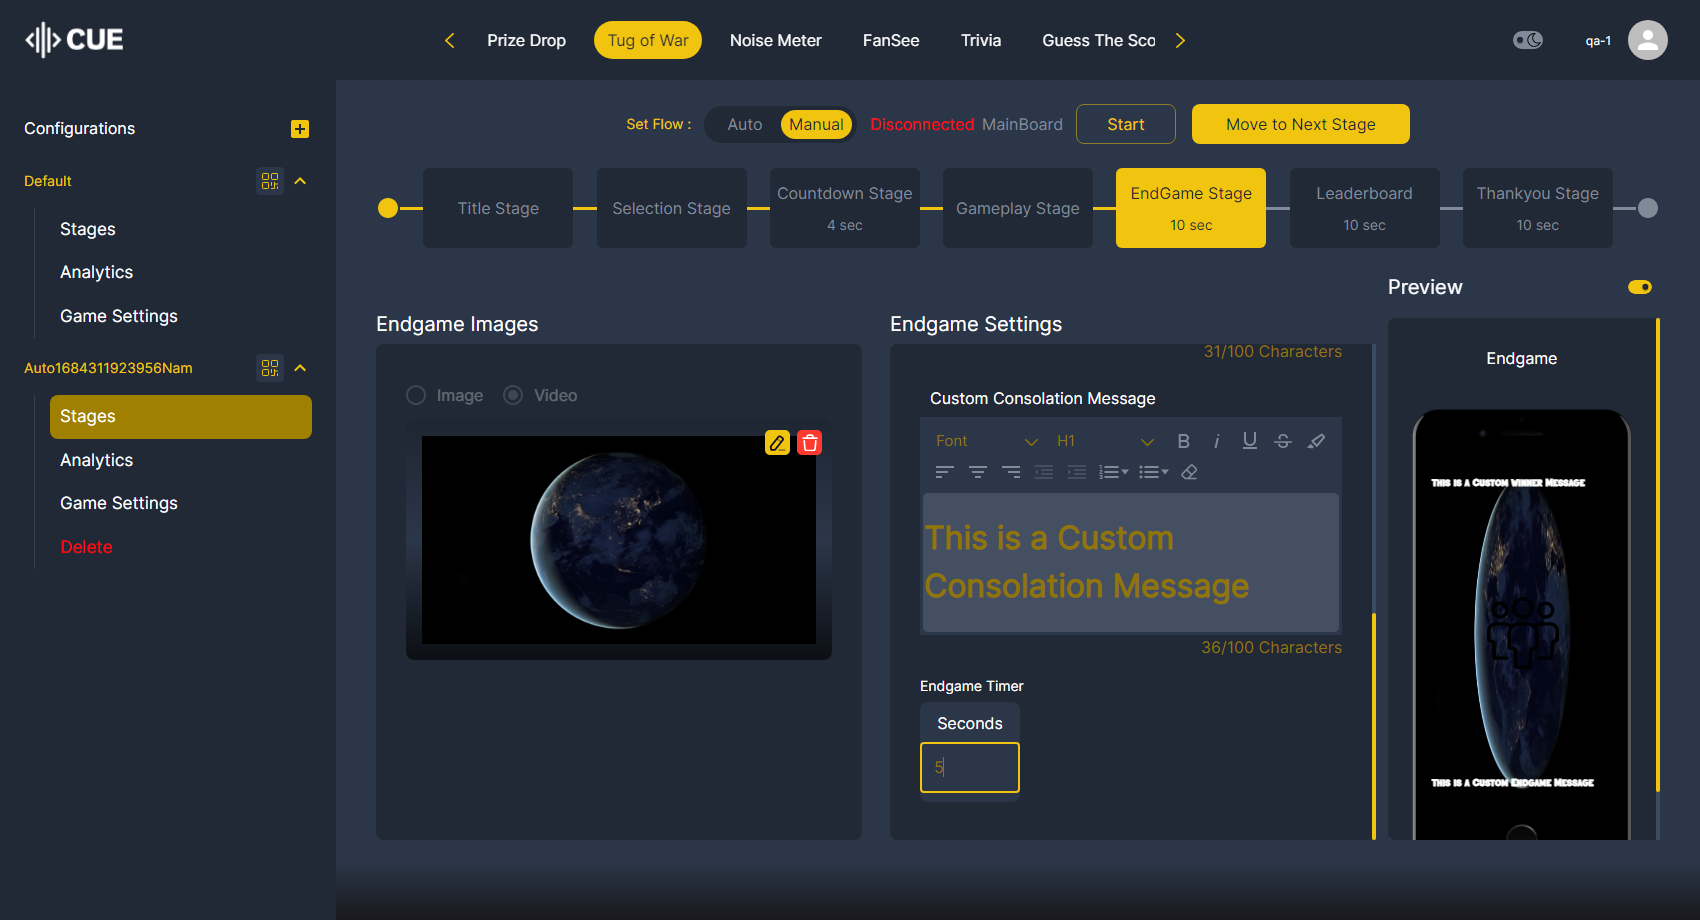 CUE
Prize Drop
Tug of War
Noise Meter
FanSee
Trivia
Guess The Sco
qa-1
Configurations
Default
Stages
Analytics
Game Settings
Auto1684311923956Nam
Stages
Analytics
Game Settings
Delete
Set Flow :
Auto
Manual
Disconnected MainBoard
Start
Move to Next Stage
Title Stage
Selection Stage
Countdown Stage
4 sec
Gameplay Stage
EndGame Stage
10 sec
Leaderboard
10 sec
Thankyou Stage
10 sec
Endgame Images
Image
Video
Endgame Settings
31/100 Characters
Custom Consolation Message
Font
H1
B
i
U
S
This is a Custom
Consolation Message
36/100 Characters
Endgame Timer
Seconds
5
Preview
Endgame
This is a Custom Winner Message
This is a Custom Endgame Message